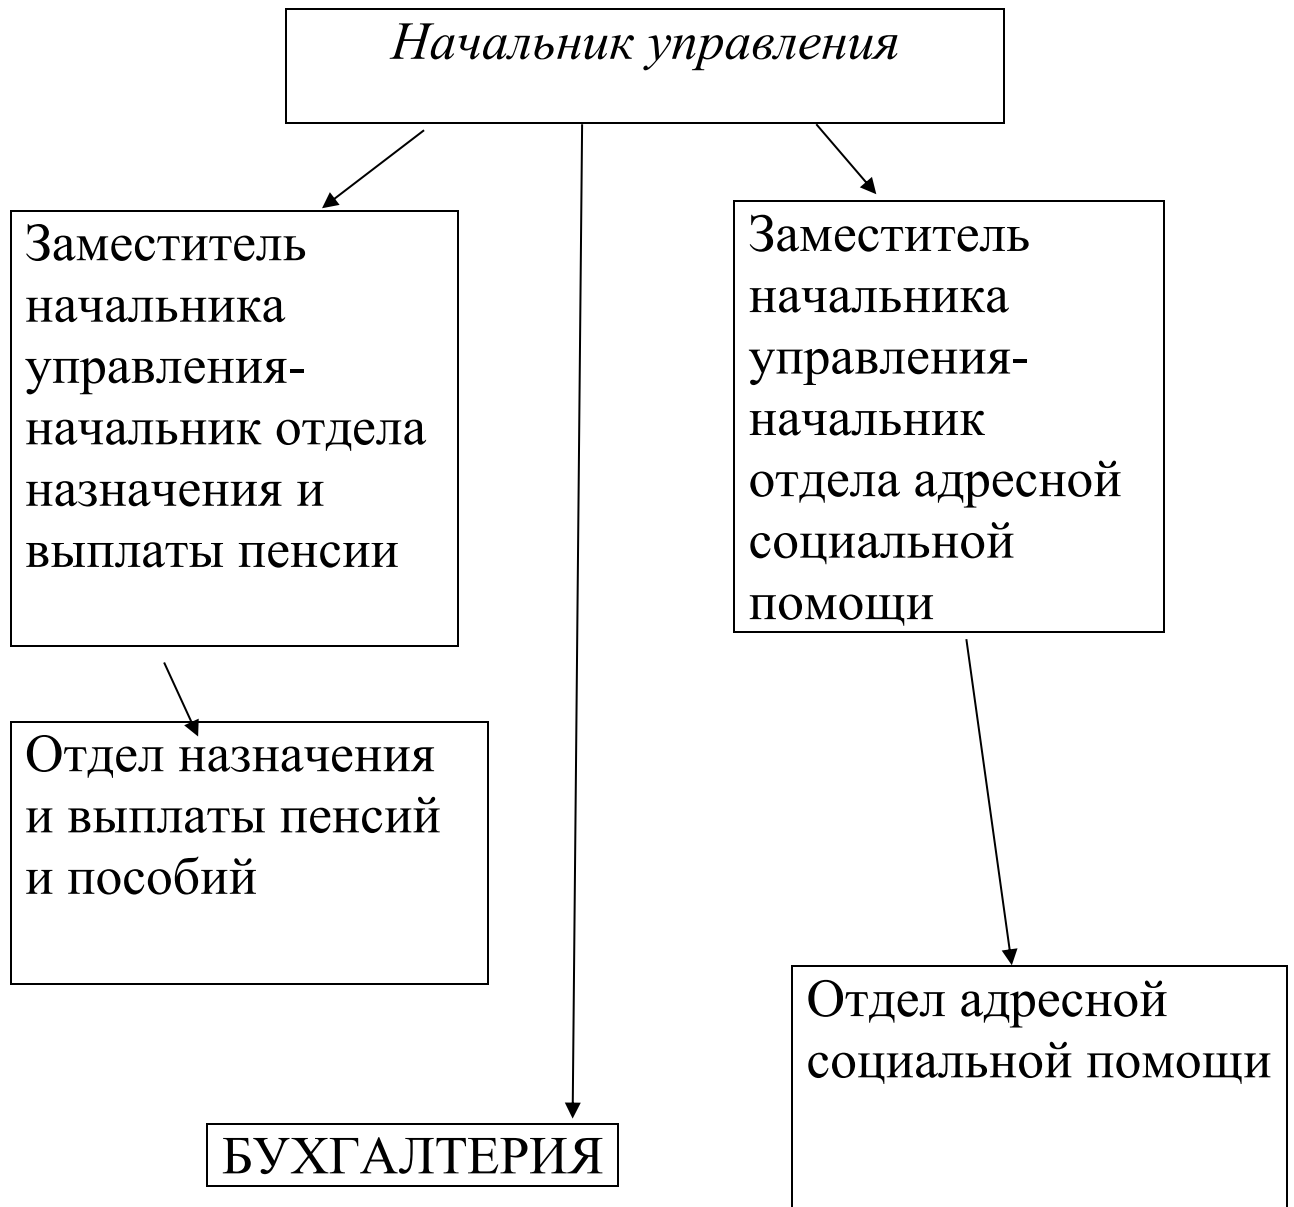 Начальник управления
Заместитель
начальника
управления-
начальник отдела
назначения и
выплаты пенсии
Заместитель
начальника
управления-
начальник
отдела адресной
социальной
помощи
Отдел назначения
и выплаты пенсий
и пособий
Отдел адресной
социальной помощи
БУХГАЛТЕРИЯ